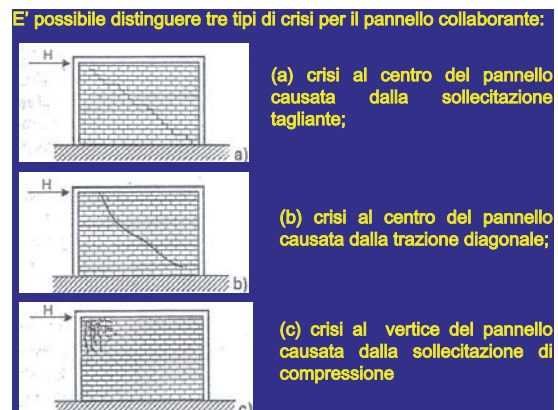 E' possibile distinguere tre tipi di crisi per il pannello collaborante:
H
a)
(a) crisi al centro del pannello
causata dalla sollecitazione
tagliante;
H
b)
(b) crisi al centro del pannello
causata dalla trazione diagonale;
H
c)
(c) crisi al vertice del pannello
causata dalla sollecitazione di
compressione